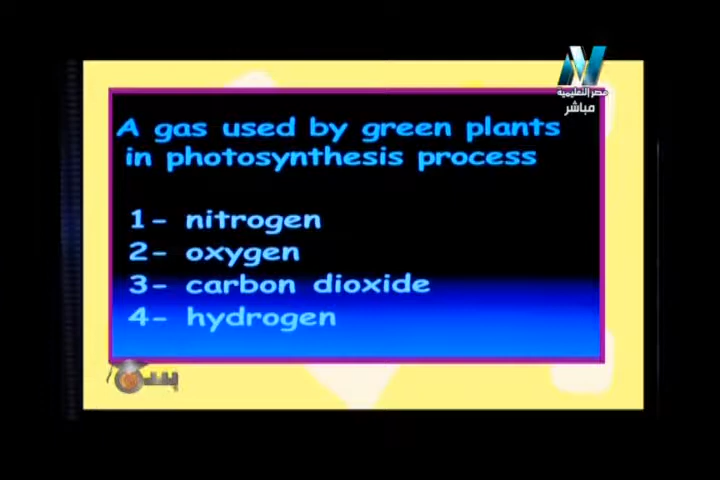 مصر التعليمية
مباشر
A gas used by green plants
in photosynthesis process
1- nitrogen
2- oxygen
3- carbon dioxide
4- hydrogen